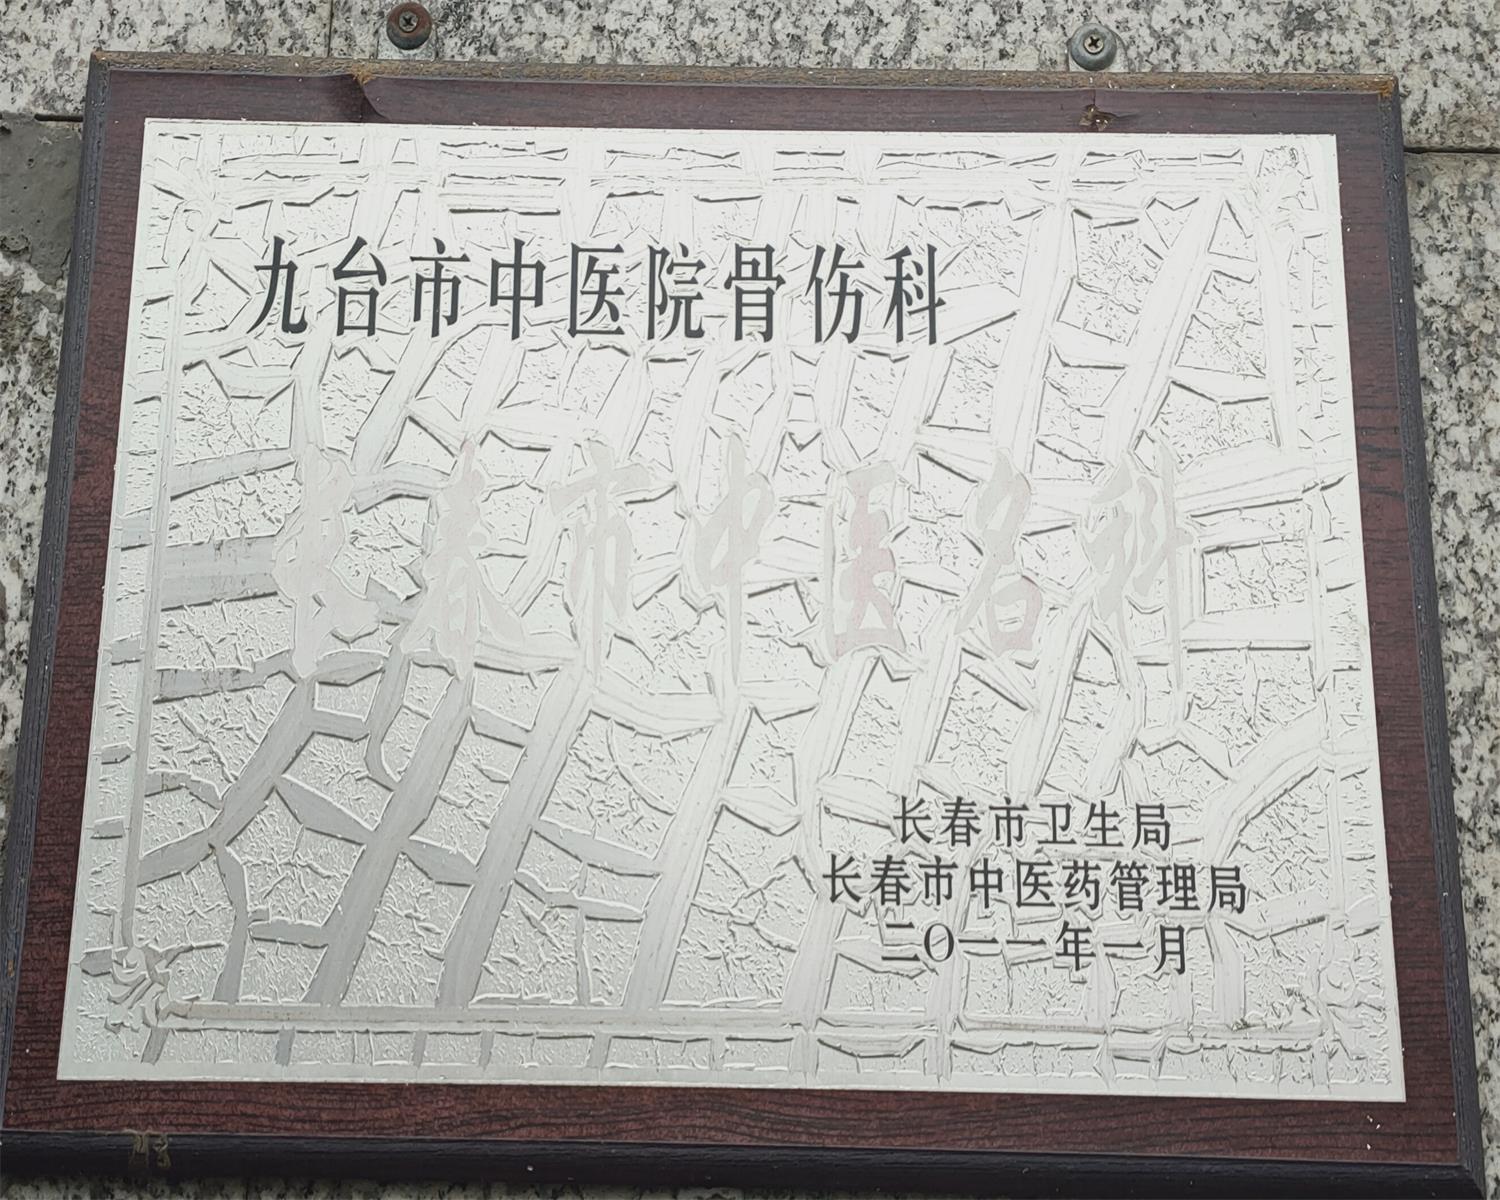 九台市中医院骨伤科
长春市中医名科
长春市卫生局
长春市中医药管理局
二〇一一年一月